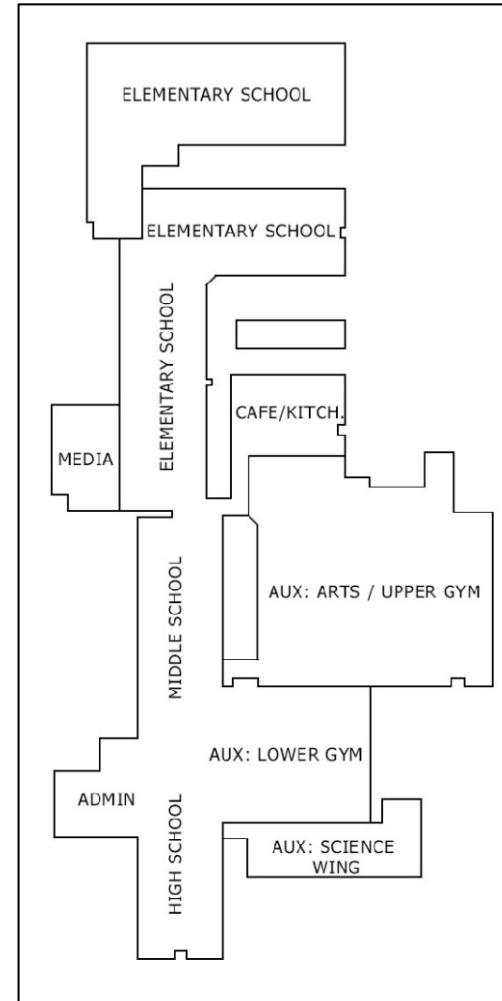 ELEMENTARY SCHOOL
ELEMENTARY SCHOOL
ELEMENTARY SCHOOL
CAFE/KITCH.
MEDIA
MIDDLE SCHOOL
AUX: ARTS / UPPER GYM
AUX: LOWER GYM
ADMIN
HIGH SCHOOL
AUX: SCIENCE
WING